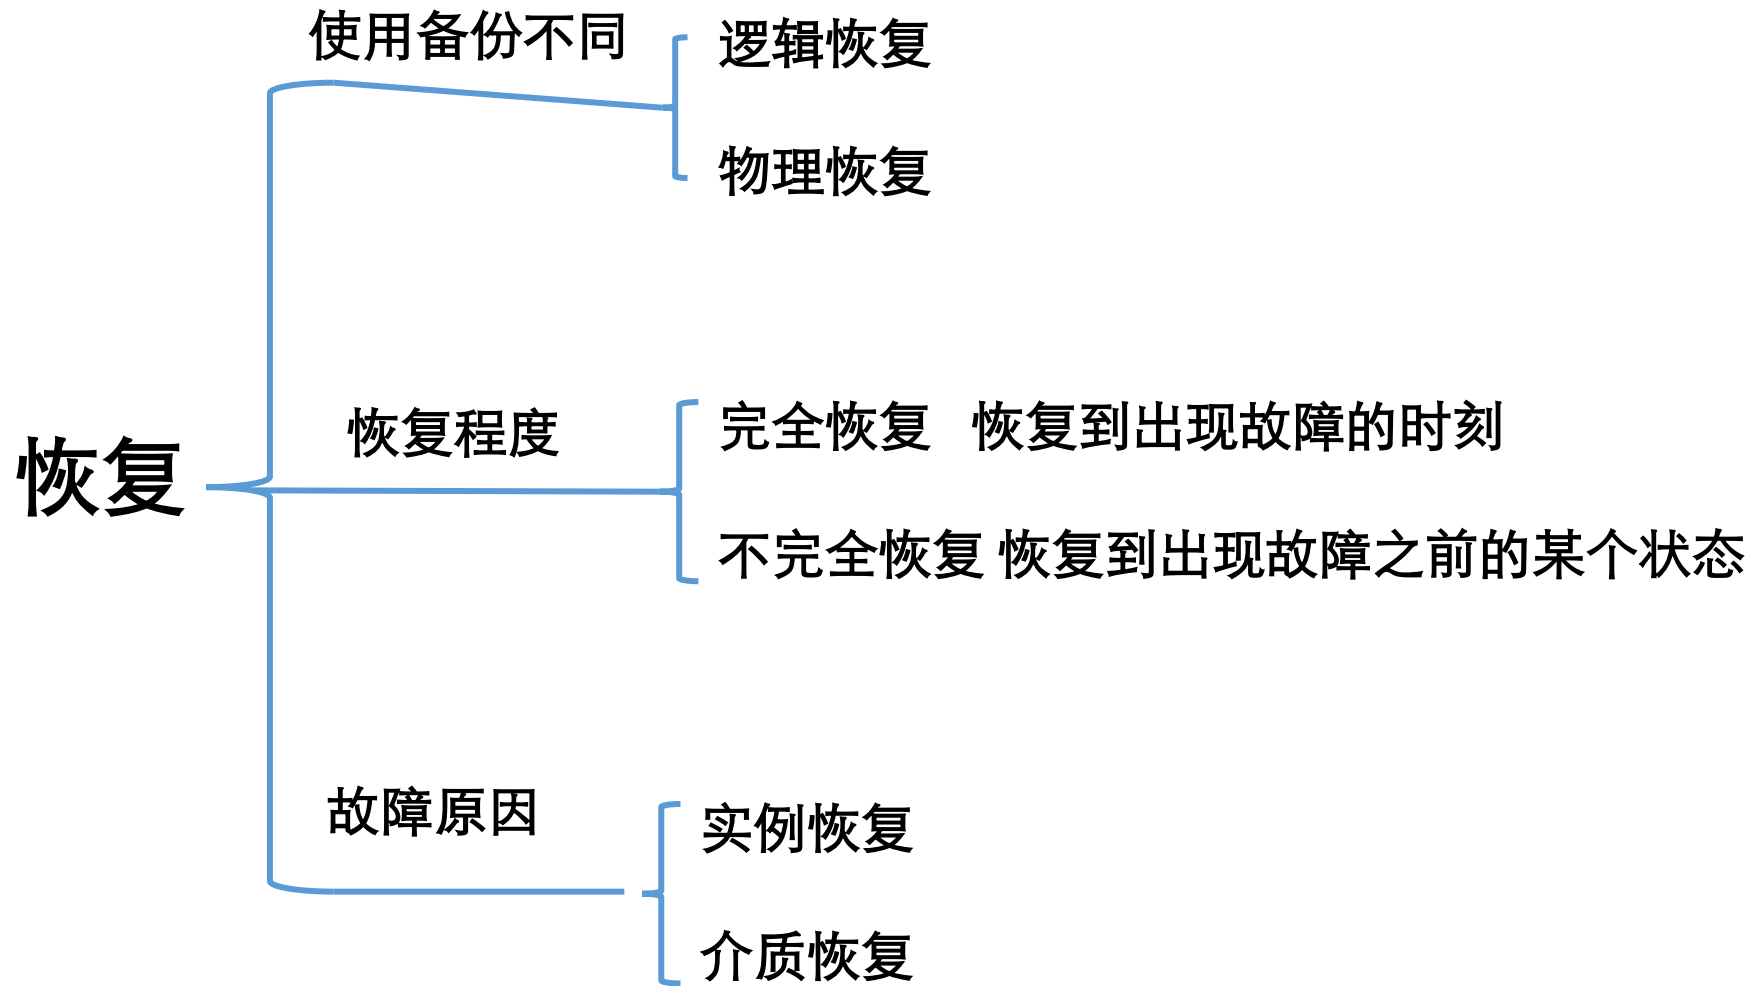 使用备份不同
逻辑恢复
物理恢复
恢复
恢复程度
完全恢复 恢复到出现故障的时刻
不完全恢复 恢复到出现故障之前的某个状态
故障原因
实例恢复
介质恢复